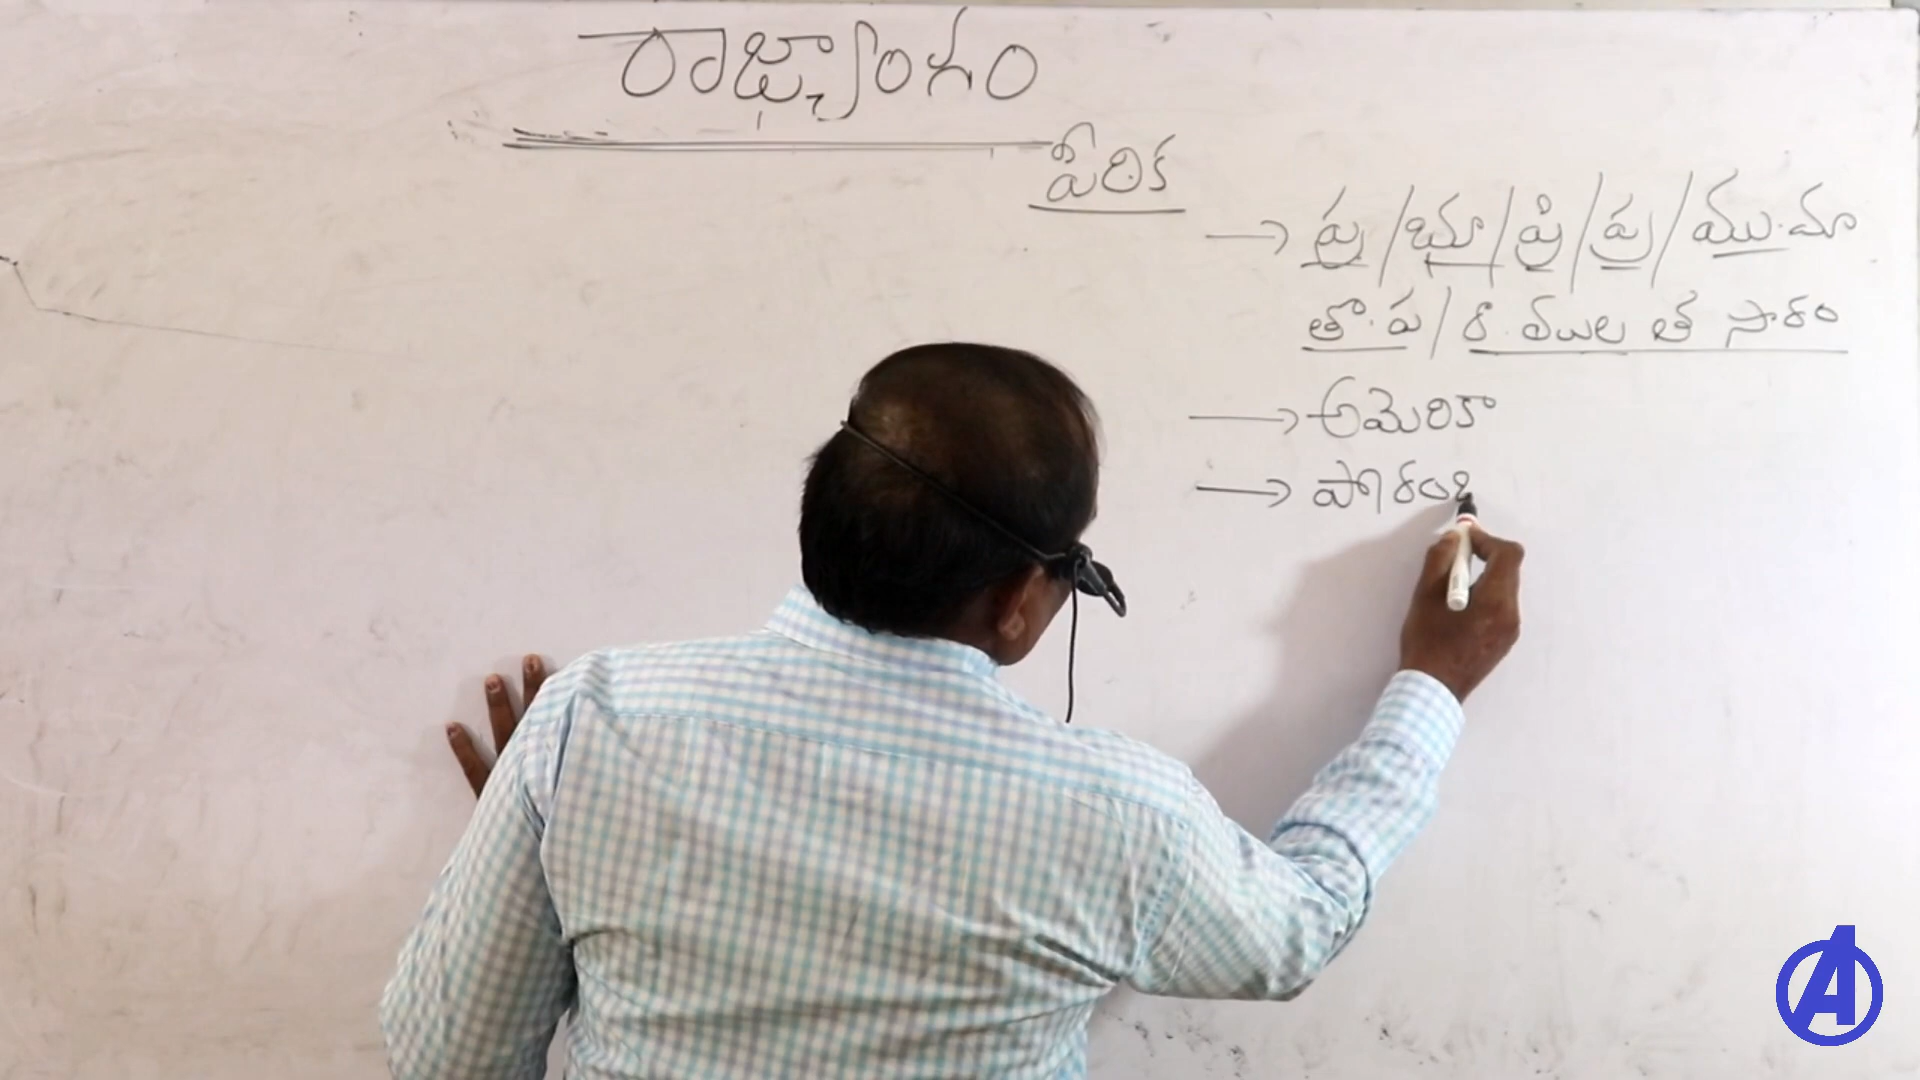 రాజ్యాంగం
పీఠిక
→ ప్ర/భూ/పి/ప్ర/ము.మా
తొ.ప/రా.ముల త సారం
→ అమెరికా
→ పౌరం